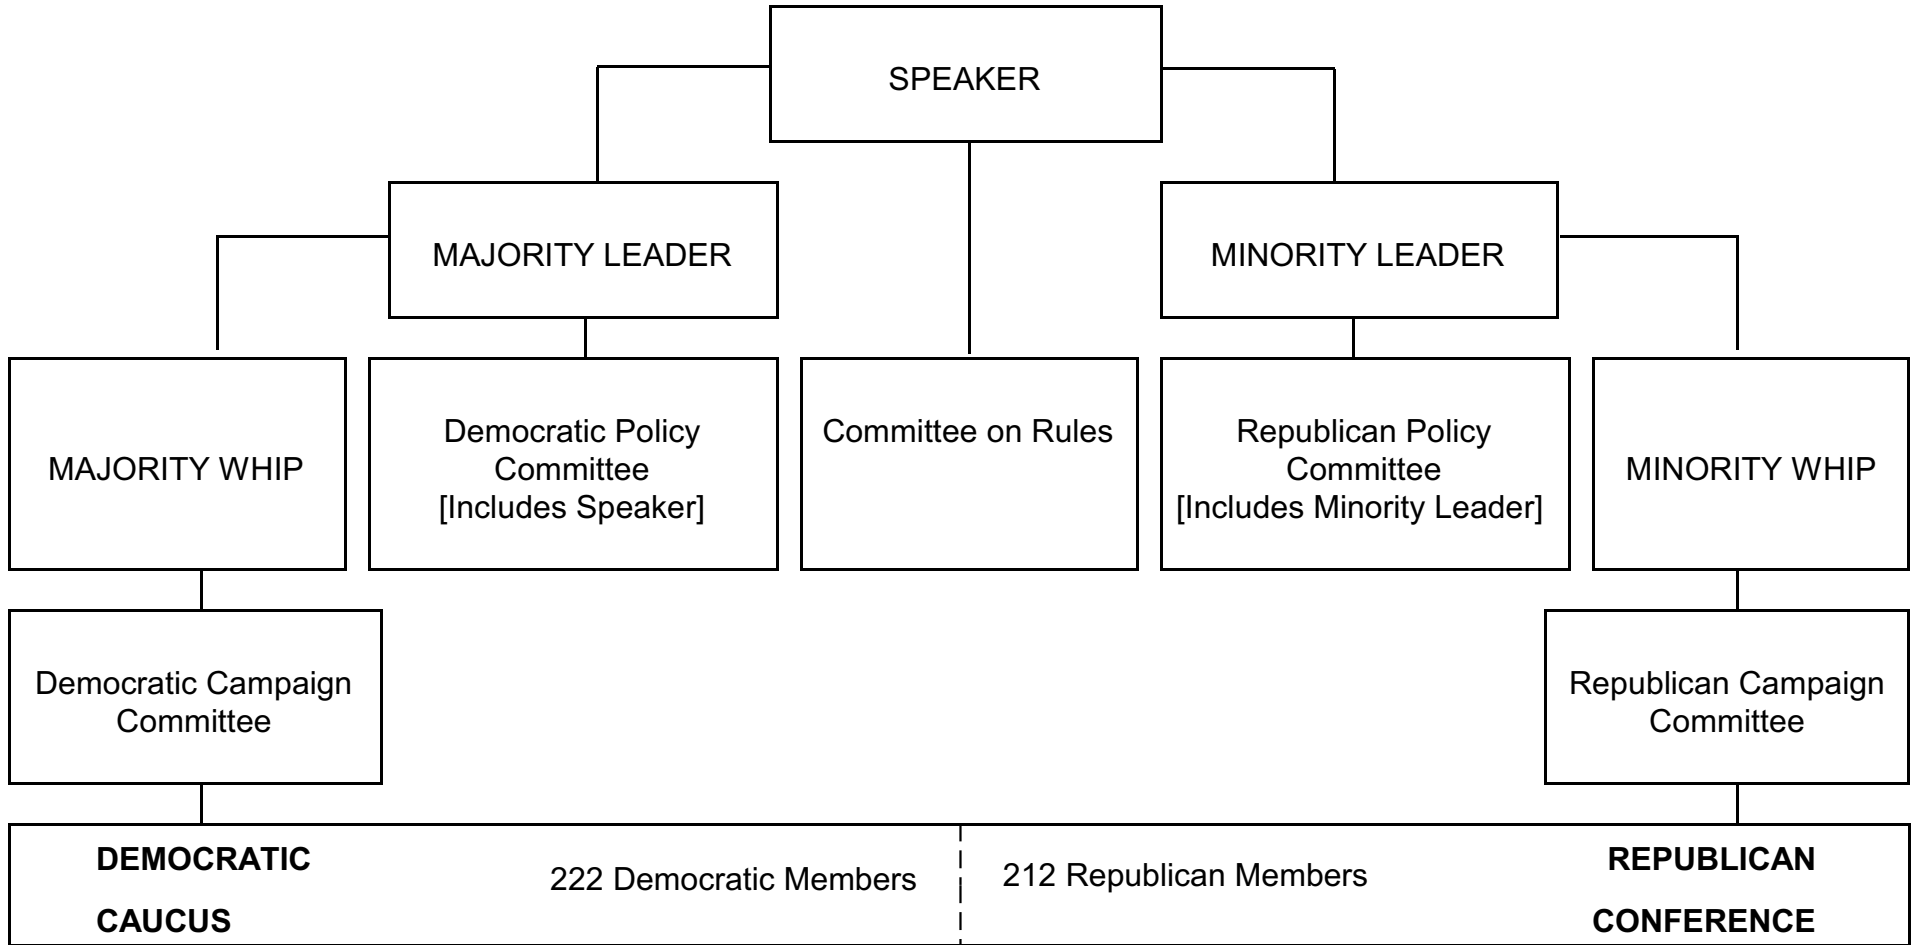 SPEAKER
MAJORITY LEADER
MINORITY LEADER
MAJORITY WHIP
Democratic Policy
Committee
[Includes Speaker]
Committee on Rules
Republican Policy
Committee
[Includes Minority Leader]
MINORITY WHIP
Democratic Campaign
Committee
Republican Campaign
Committee
DEMOCRATIC
CAUCUS
222 Democratic Members
212 Republican Members
REPUBLICAN
CONFERENCE